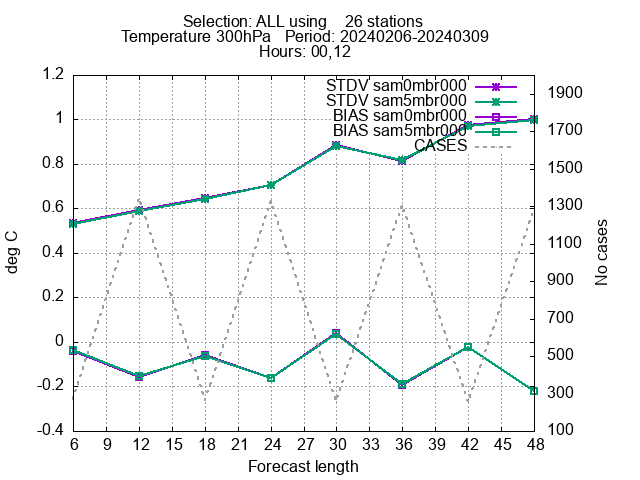 Selection: ALL using    26 stations
Temperature 300hPa   Period: 20240206-20240309
Hours: 00,12
STDV sam0mbr000
STDV sam5mbr000
BIAS sam0mbr000
BIAS sam5mbr000
CASES
deg C
1.2
1
0.8
0.6
0.4
0.2
0
-0.2
-0.4
1900
1700
1500
1300
1100
900
700
500
300
100
No cases
6 9 12 15 18 21 24 27 30 33 36 39 42 45 48
Forecast length